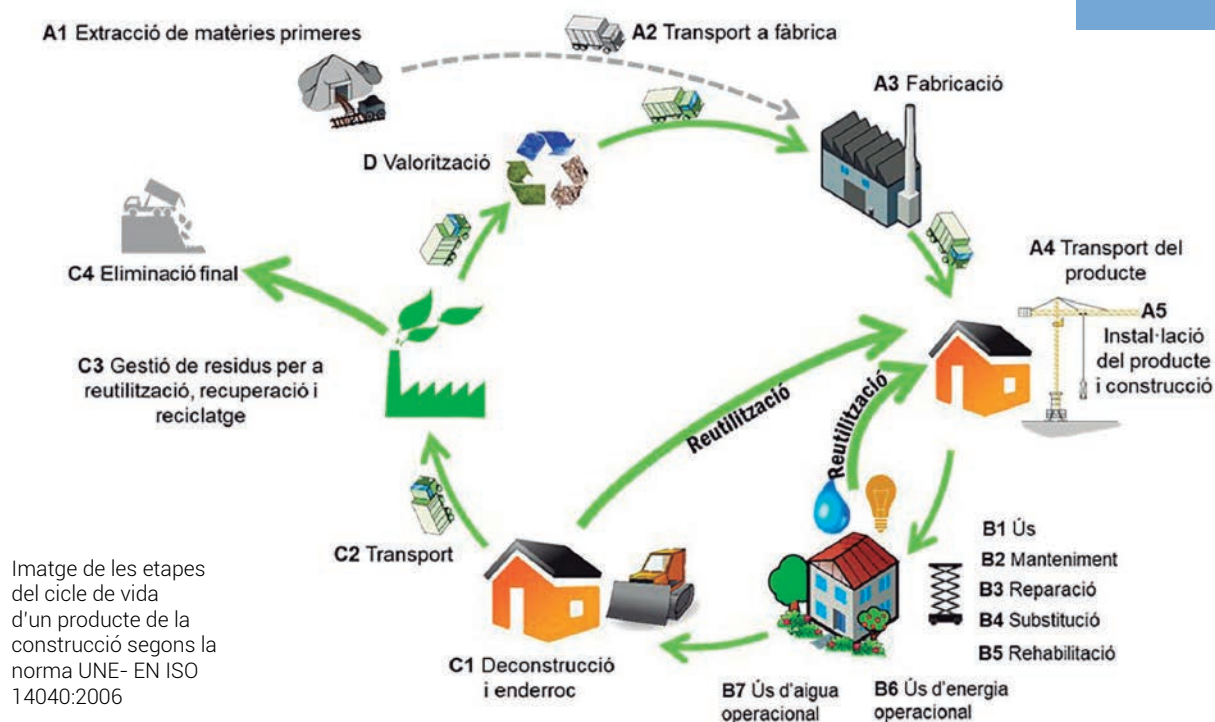 A1 Extracció de matèries primeres
A2 Transport a fàbrica
A3 Fabricació
D Valorització
A4 Transport del
producte
C4 Eliminació final
A5
Instal·lació
del producte
i construcció
C3 Gestió de residus per a
reutilització, recuperació i
reciclatge
Reutilització
Reutilització
C2 Transport
B1 Ús
B2 Manteniment
B3 Reparació
B4 Substitució
B5 Rehabilitació
C1 Deconstrucció
i enderroc
B7 Ús d'aigua
operacional
B6 Ús d'energia
operacional
Imatge de les etapes
del cicle de vida
d'un producte de la
construcció segons la
norma UNE- EN ISO
14040:2006